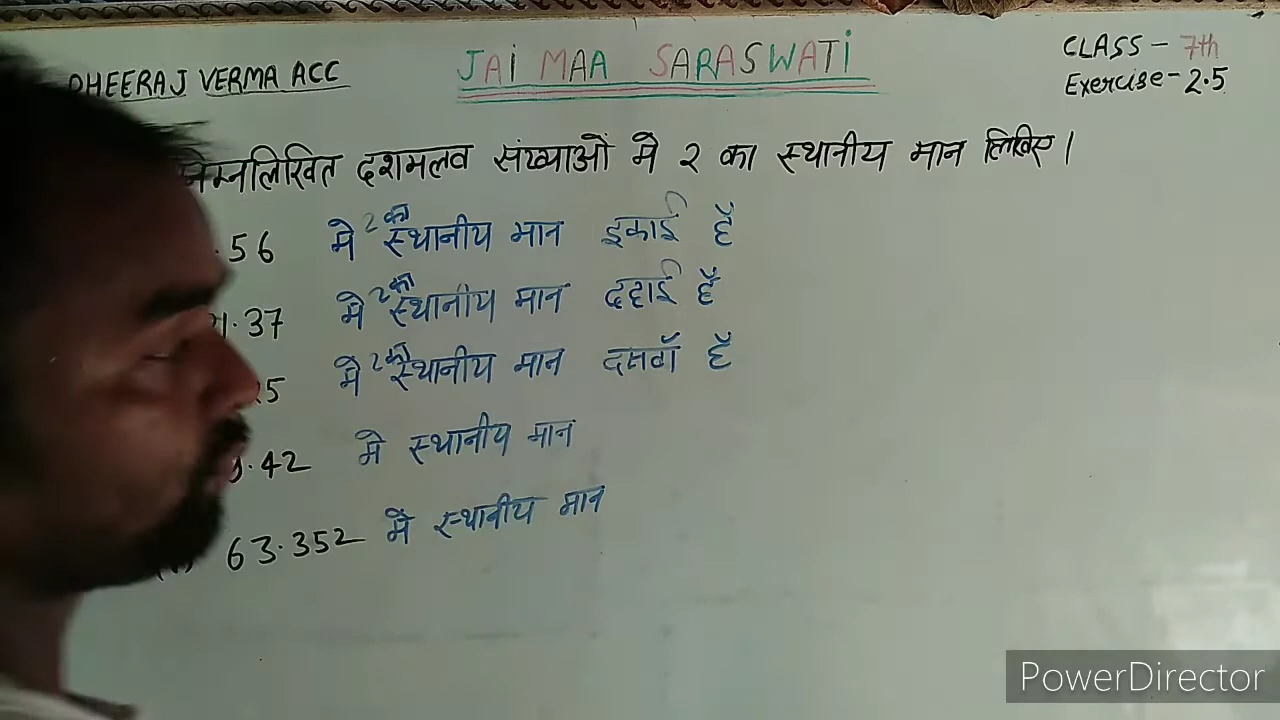 DHEERAJ VERMA ACC
JAI MAA SARASWATI
CLASS - 7th
Exercise - 2.5
निम्नलिखित दशमलव संख्याओं मे २ का स्थानीय मान लिखिए ।
.56 मे 2 का स्थानीय मान इकाई है
.37 मे 2 का स्थानीय मान दहाई है
5 मे 2 का स्थानीय मान दसवाँ है
.42 मे स्थानीय मान
63.352 मे स्थानीय मान
PowerDirector